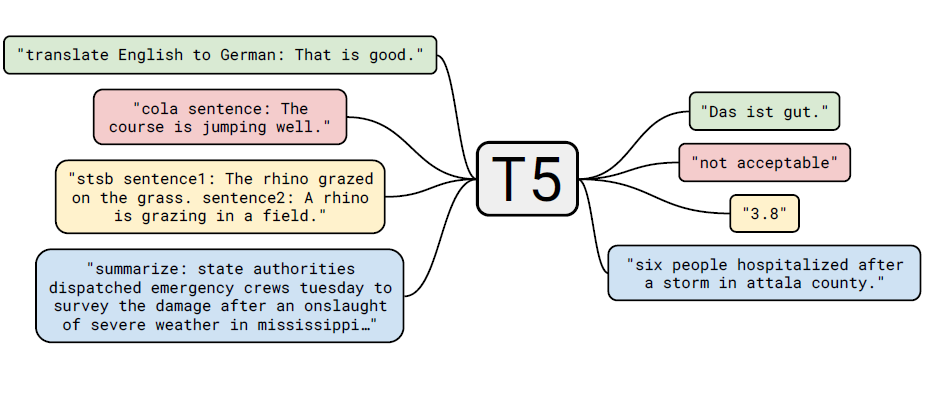 "translate English to German: That is good."
"cola sentence: The
course is jumping well."
"stsb sentence1: The rhino grazed
on the grass. sentence2: A rhino
is grazing in a field."
"summarize: state authorities
dispatched emergency crews tuesday to
survey the damage after an onslaught
of severe weather in mississippi…"
T5
"Das ist gut."
"not acceptable"
"3.8"
"six people hospitalized after
a storm in attala county."